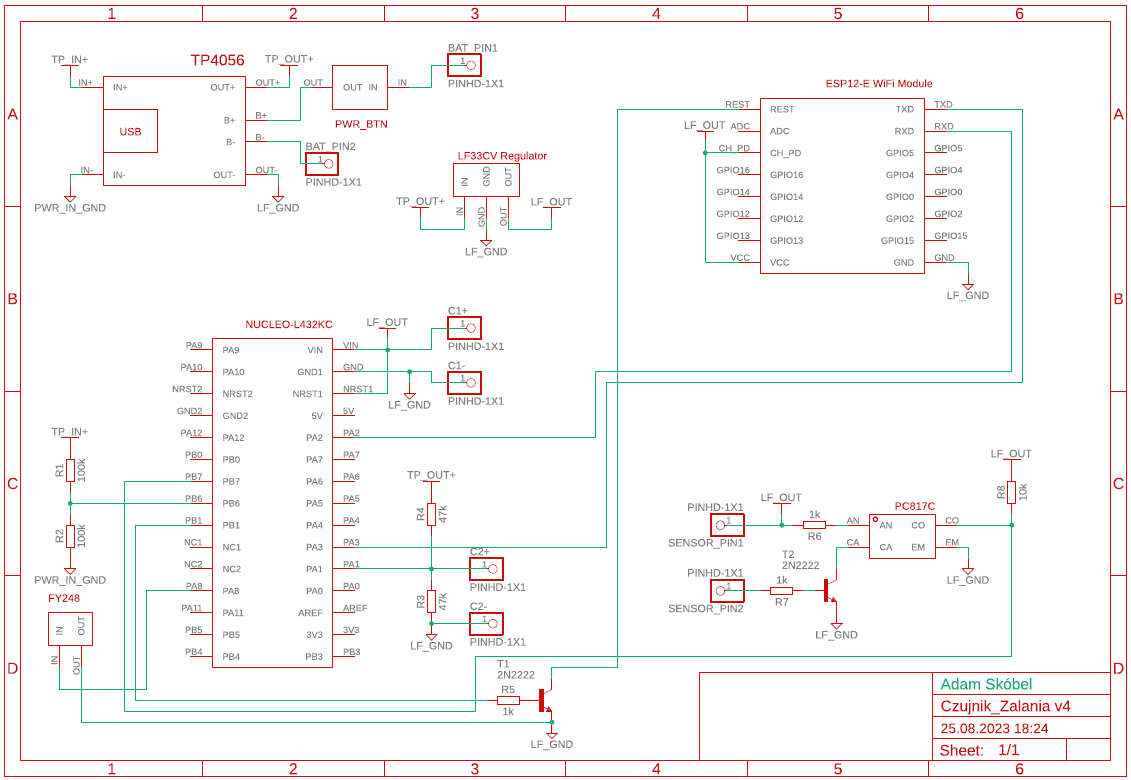 1 2 3 4 5 6
A
B
C
D
A
B
C
D
1 2 3 4 5 6
TP4056
TP_IN+
TP_OUT+
IN+
IN+
OUT+
OUT+
USB
B+
B+
B-
B-
IN-
IN-
OUT-
OUT-
PWR_IN_GND
LF_GND
OUT
OUT IN
IN
PWR_BTN
BAT_PIN1
1
PINHD-1X1
BAT_PIN2
1
PINHD-1X1
LF33CV Regulator
IN
GND
OUT
IN
GND
OUT
TP_OUT+
LF_OUT
LF_GND
ESP12-E WiFi Module
REST
REST
TXD
TXD
LF_OUT
ADC
ADC
RXD
RXD
CH_PD
CH_PD
GPIO5
GPIO5
GPIO16
GPIO16
GPIO4
GPIO4
GPIO14
GPIO14
GPIO0
GPIO0
GPIO12
GPIO12
GPIO2
GPIO2
GPIO13
GPIO13
GPIO15
GPIO15
VCC
VCC
GND
GND
LF_GND
NUCLEO-L432KC
LF_OUT
C1+
1
PINHD-1X1
C1-
1
PINHD-1X1
LF_GND
PA9
PA9
VIN
VIN
PA10
PA10
GND1
GND
NRST2
NRST2
NRST1
NRST1
GND2
GND2
5V
5V
PA12
PA12
PA2
PA2
PB0
PB0
PA7
PA7
PB7
PB7
PA6
PA6
PB6
PB6
PA5
PA5
PB1
PB1
PA4
PA4
NC1
NC1
PA3
PA3
NC2
NC2
PA1
PA1
PA8
PA8
PA0
PA0
PA11
PA11
AREF
AREF
PB5
PB5
3V3
3V3
PB4
PB4
PB3
PB3
TP_IN+
R1
100k
R2
100k
PWR_IN_GND
FY248
IN
OUT
IN
OUT
TP_OUT+
R4
47k
C2+
1
PINHD-1X1
R3
47k
C2-
1
PINHD-1X1
LF_GND
T1
2N2222
R5
1k
LF_GND
LF_OUT
R8
10k
PINHD-1X1
1
SENSOR_PIN1
LF_OUT
1k
R6
PC817C
AN
AN
CO
CO
CA
CA
EM
EM
LF_GND
T2
2N2222
PINHD-1X1
1
SENSOR_PIN2
1k
R7
LF_GND
Adam Skóbel
Czujnik_Zalania v4
25.08.2023 18:24
Sheet: 1/1